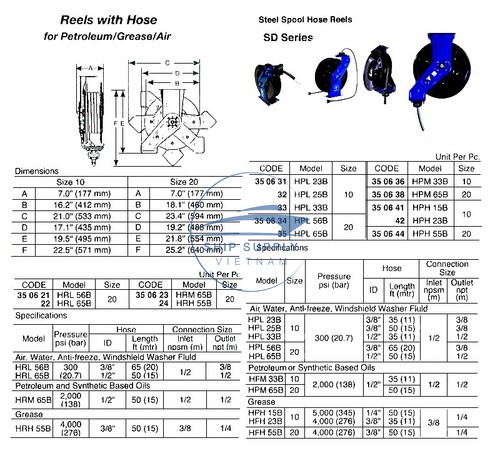 Reels with Hose
for Petroleum/Grease/Air
Steel Spool Hose Reels
SD Series
A
C
D
B
F E
Dimensions
Size 10 Size 20
A 7.0" (177 mm) A 7.0" (177 mm)
B 16.2" (412 mm) B 18.1" (460 mm)
C 21.0" (533 mm) C 23.4" (594 mm)
D 17.1" (435 mm) D 19.2" (488 mm)
E 19.5" (495 mm) E 21.8" (554 mm)
F 22.5" (571 mm) F 25.2" (640 mm)
SHIP SUPPLY
VIETNAM
Unit Per Pc.
CODE Model Size CODE Model Size
35 06 21 HRL 56B 20 35 06 23 HRM 65B 20
22 HRL 65B 24 HRH 55B
Specifications
Model Pressure psi (bar) Hose Connection Size
ID Length ft (mtr) Inlet npt (m) Outlet npt (m)
Air, Water, Anti-freeze, Windshield Washer Fluid
HRL 56B 300 (20.7) 3/8" 65 (20) 1/2 3/8
HRL 65B 1/2" 50 (15) 1/2
Petroleum and Synthetic Based Oils
HRM 65B 2,000 (138) 1/2" 50 (15) 1/2 1/2
Grease
HRH 55B 4,000 (276) 3/8" 50 (15) 3/8 1/4
Unit Per Pc.
CODE Model Size CODE Model Size
35 06 31 HPL 23B 10 35 06 36 HPM 33B 10
32 HPL 25B 35 06 38 HPM 65B 20
33 HPL 33B 35 06 41 HPH 15B 10
35 06 34 HPL 56B 20 42 HPH 23B
35 HPL 65B 35 06 44 HPH 55B 20
Specifications
Model Size Pressure psi (bar) Hose Connection Size
ID Length ft (mtr) Inlet npsm (m) Outlet npt (m)
Air, Water, Anti-freeze, Windshield Washer Fluid
HPL 23B 10 300 (20.7) 3/8" 35 (11) 1/2 3/8
HPL 25B 3/8" 50 (15) 3/8
HPL 33B 1/2" 35 (11) 1/2
HPL 56B 20 3/8" 65 (20) 3/8
HPL 65B 1/2" 50 (15) 1/2
Petroleum or Synthetic Based Oils
HPM 33B 10 2,000 (138) 1/2" 35 (11) 1/2 1/2
HPM 65B 20 50 (15)
Grease
HPH 15B 10 5,000 (345) 1/4" 50 (15) 3/8 1/4
HPH 23B 4,000 (276) 3/8" 35 (11)
HFH 55B 20 4,000 (276) 3/8" 50 (15)